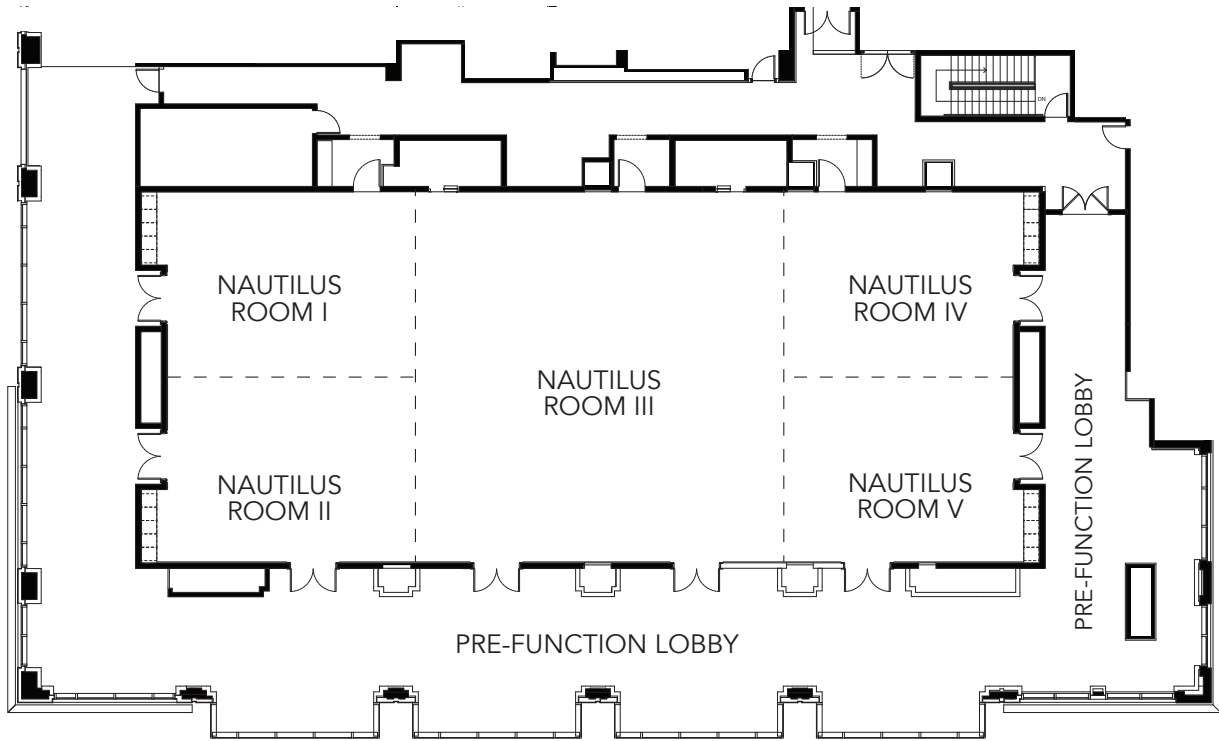 DN
NAUTILUS
ROOM I
NAUTILUS
ROOM IV
NAUTILUS
ROOM III
NAUTILUS
ROOM II
NAUTILUS
ROOM V
PRE-FUNCTION LOBBY
PRE-FUNCTION LOBBY